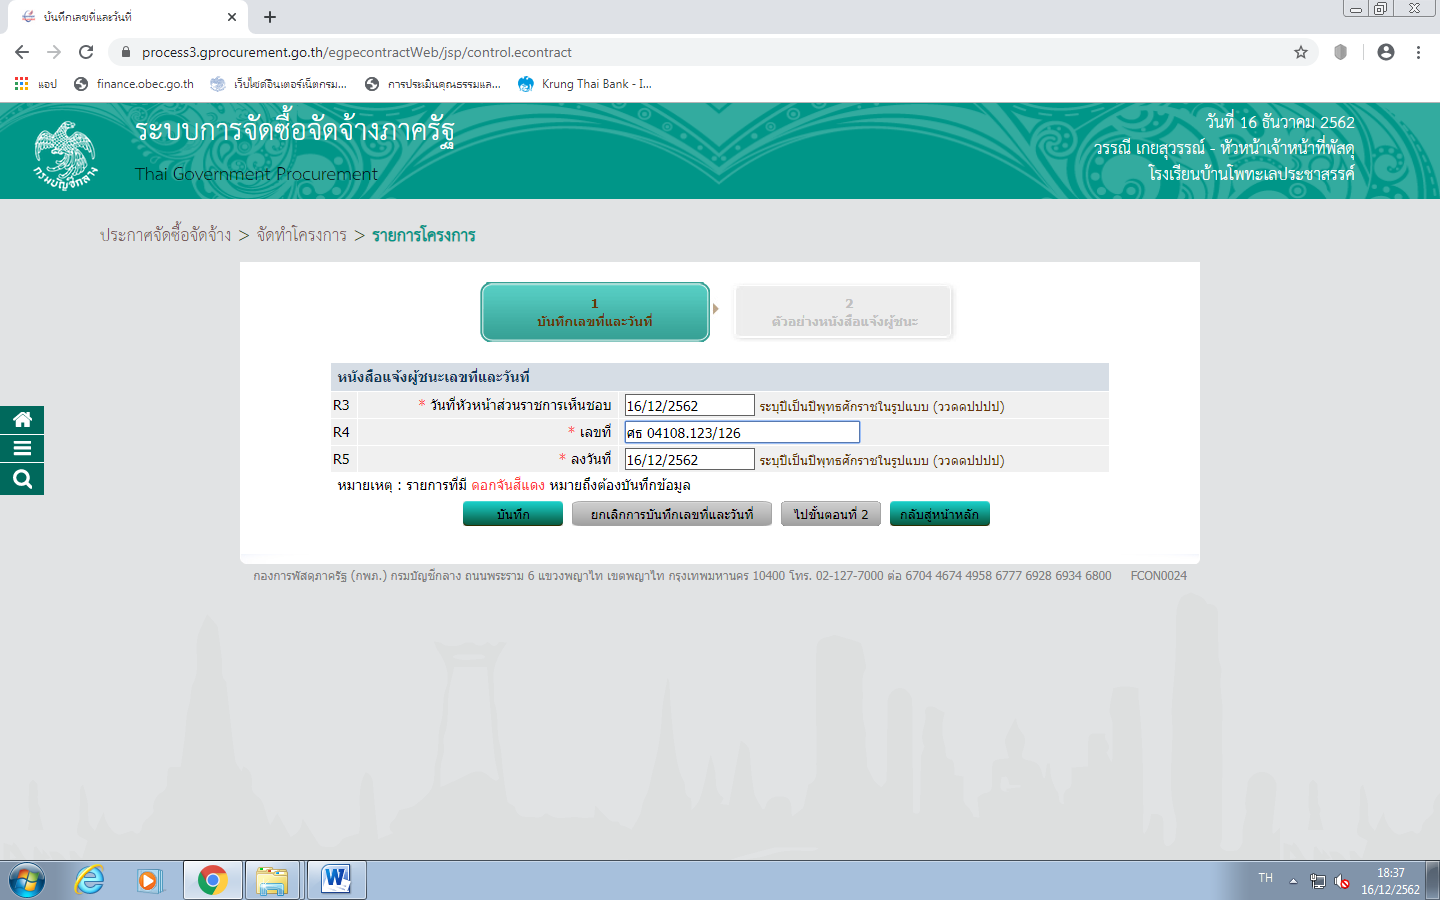 บันทึกเลขที่และวันที่
process3.gprocurement.go.th/egpecontractWeb/jsp/control.econtract
แอป finance.obec.go.th เว็บไซต์อินเตอร์เน็ตกรม... การประเมินคุณธรรมแล... Krung Thai Bank - I...
กรมบัญชีกลาง
ระบบการจัดซื้อจัดจ้างภาครัฐ
Thai Government Procurement
วันที่ 16 ธันวาคม 2562
วรรณี เกยสุวรรณ์ - หัวหน้าเจ้าหน้าที่พัสดุ
โรงเรียนบ้านโพทะเลประชาสรรค์
ประกาศจัดซื้อจัดจ้าง > จัดทำโครงการ > รายการโครงการ
1
บันทึกเลขที่และวันที่
2
ตัวอย่างหนังสือแจ้งผู้ชนะ
หนังสือแจ้งผู้ชนะเลขที่และวันที่
R3 * วันที่หัวหน้าส่วนราชการเห็นชอบ 16/12/2562 ระบุปีเป็นปีพุทธศักราชในรูปแบบ (ววดดปปปป)
R4 * เลขที่ ศธ 04108.123/126
R5 * ลงวันที่ 16/12/2562 ระบุปีเป็นปีพุทธศักราชในรูปแบบ (ววดดปปปป)
หมายเหตุ : รายการที่มี ดอกจันสีแดง หมายถึงต้องบันทึกข้อมูล
บันทึก ยกเลิกการบันทึกเลขที่และวันที่ ไปขั้นตอนที่ 2 กลับสู่หน้าหลัก
กองการพัสดุภาครัฐ (กพภ.) กรมบัญชีกลาง ถนนพระราม 6 แขวงพญาไท เขตพญาไท กรุงเทพมหานคร 10400 โทร. 02-127-7000 ต่อ 6704 4674 4958 6777 6928 6934 6800 FCON0024
TH
18:37
16/12/2562